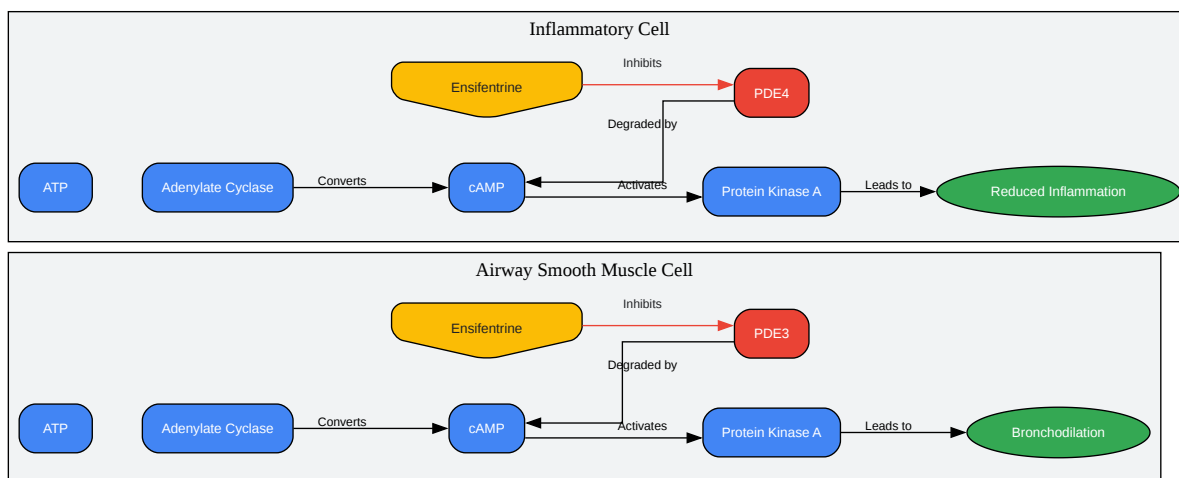 Inflammatory Cell
Inhibits
Ensifentrine
PDE4
Degraded by
ATP
Adenylate Cyclase
Converts
cAMP
Activates
Protein Kinase A
Leads to
Reduced Inflammation
Airway Smooth Muscle Cell
Inhibits
Ensifentrine
PDE3
Degraded by
ATP
Adenylate Cyclase
Converts
cAMP
Activates
Protein Kinase A
Leads to
Bronchodilation